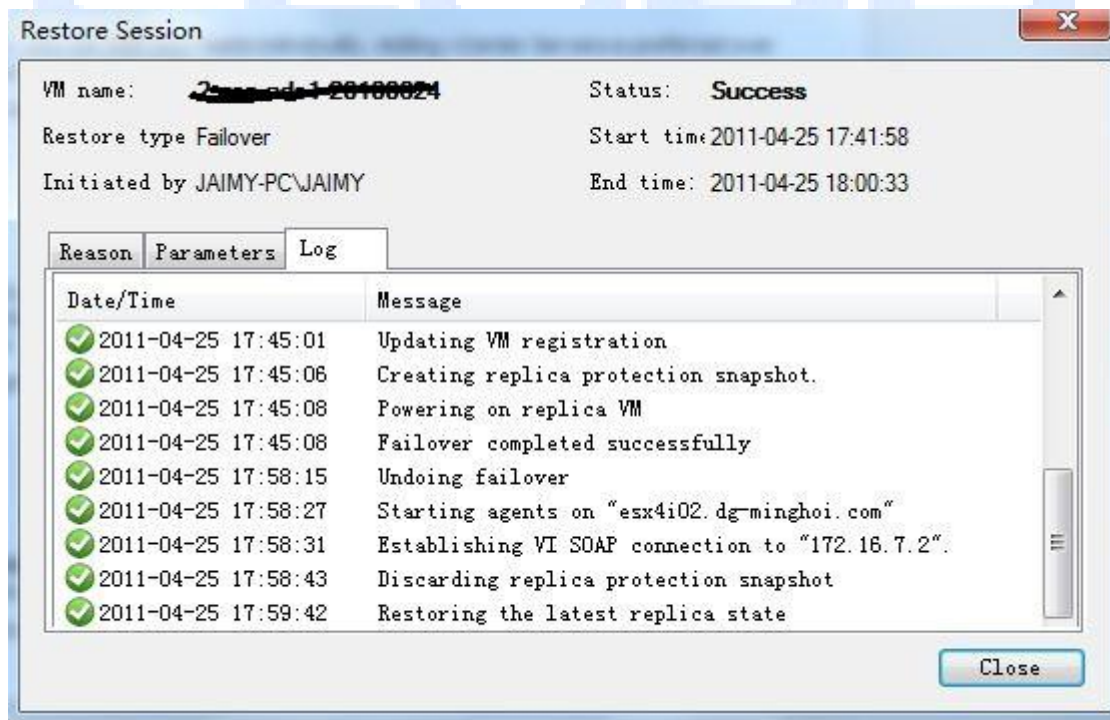 Restore Session
VM name: Status: Success
Restore type Failover Start time 2011-04-25 17:41:58
Initiated by JAIMY-PC\JAIMY End time: 2011-04-25 18:00:33
Reason Parameters Log
Date/Time Message
2011-04-25 17:45:01 Updating VM registration
2011-04-25 17:45:06 Creating replica protection snapshot.
2011-04-25 17:45:08 Powering on replica VM
2011-04-25 17:45:08 Failover completed successfully
2011-04-25 17:58:15 Undoing failover
2011-04-25 17:58:27 Starting agents on "esx4i02.dg-minghoi.com"
2011-04-25 17:58:31 Establishing VI SOAP connection to "172.16.7.2".
2011-04-25 17:58:43 Discarding replica protection snapshot
2011-04-25 17:59:42 Restoring the latest replica state
Close